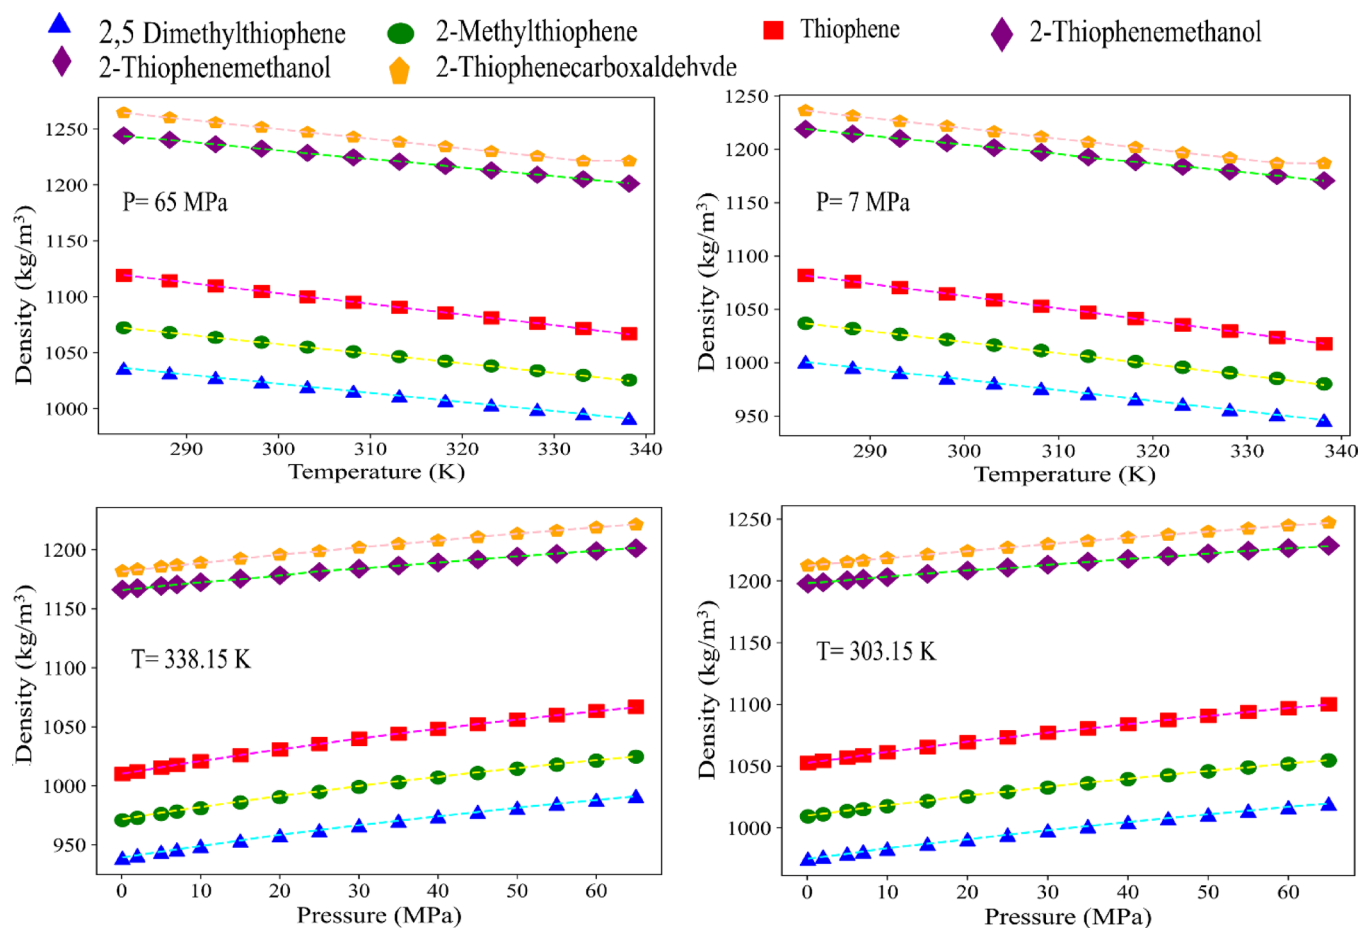 2,5 Dimethylthiophene
2-Methylthiophene
Thiophene
2-Thiophenemethanol
2-Thiophenemethanol
2-Thiophenecarboxaldehyde
Density (kg/m³)
1250
1200
1150
1100
1050
1000
P= 65 MPa
290
300
310
320
330
340
Temperature (K)
Density (kg/m³)
1250
1200
1150
1100
1050
1000
950
P= 7 MPa
290
300
310
320
330
340
Temperature (K)
Density (kg/m³)
1200
1150
1100
1050
1000
950
T= 338.15 K
0
10
20
30
40
50
60
Pressure (MPa)
Density (kg/m³)
1250
1200
1150
1100
1050
1000
T= 303.15 K
0
10
20
30
40
50
60
Pressure (MPa)